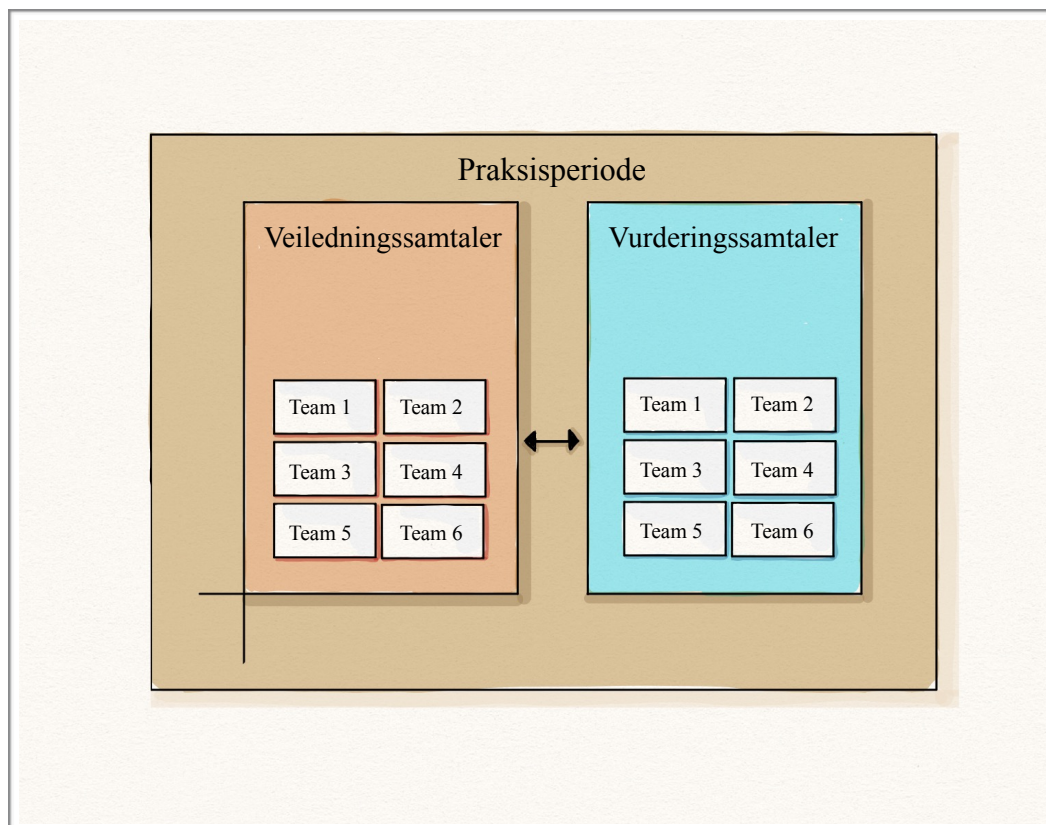 Praksisperiode
Veiledningssamtaler
Team 1
Team 2
Team 3
Team 4
Team 5
Team 6
Vurderingssamtaler
Team 1
Team 2
Team 3
Team 4
Team 5
Team 6